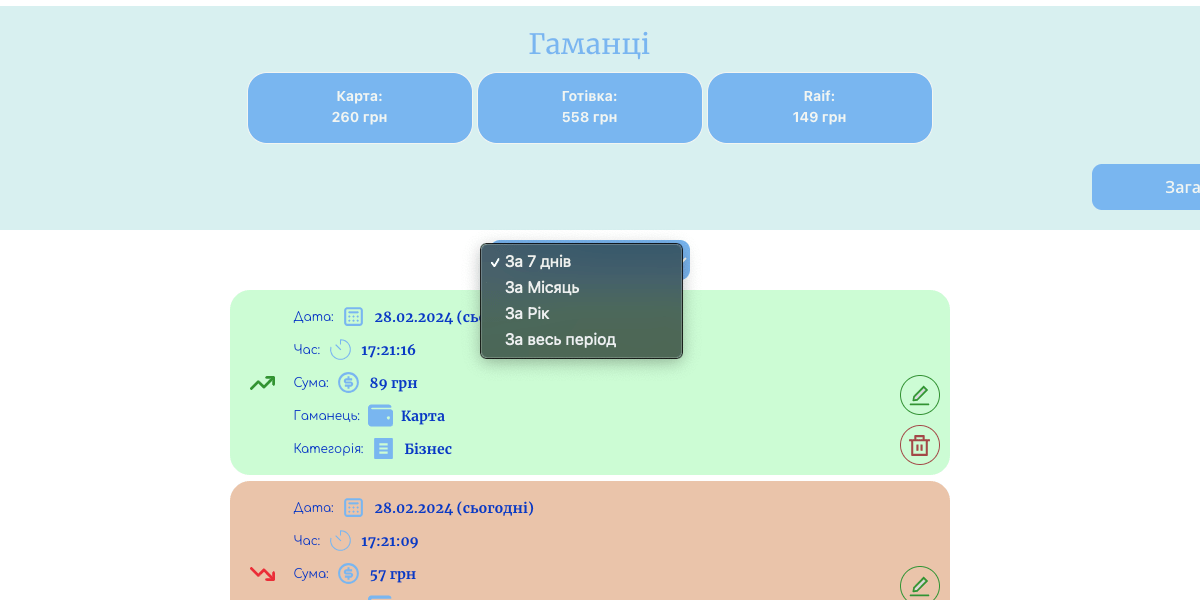 Гаманці
Карта:
260 грн
Готівка:
558 грн
Raif:
149 грн
✓ За 7 днів
За Місяць
За Рік
За весь період
Дата: 28.02.2024
Час: 17:21:16
Сума: 89 грн
Гаманець: Карта
Категорія: Бізнес
Дата: 28.02.2024 (сьогодні)
Час: 17:21:09
Сума: 57 грн